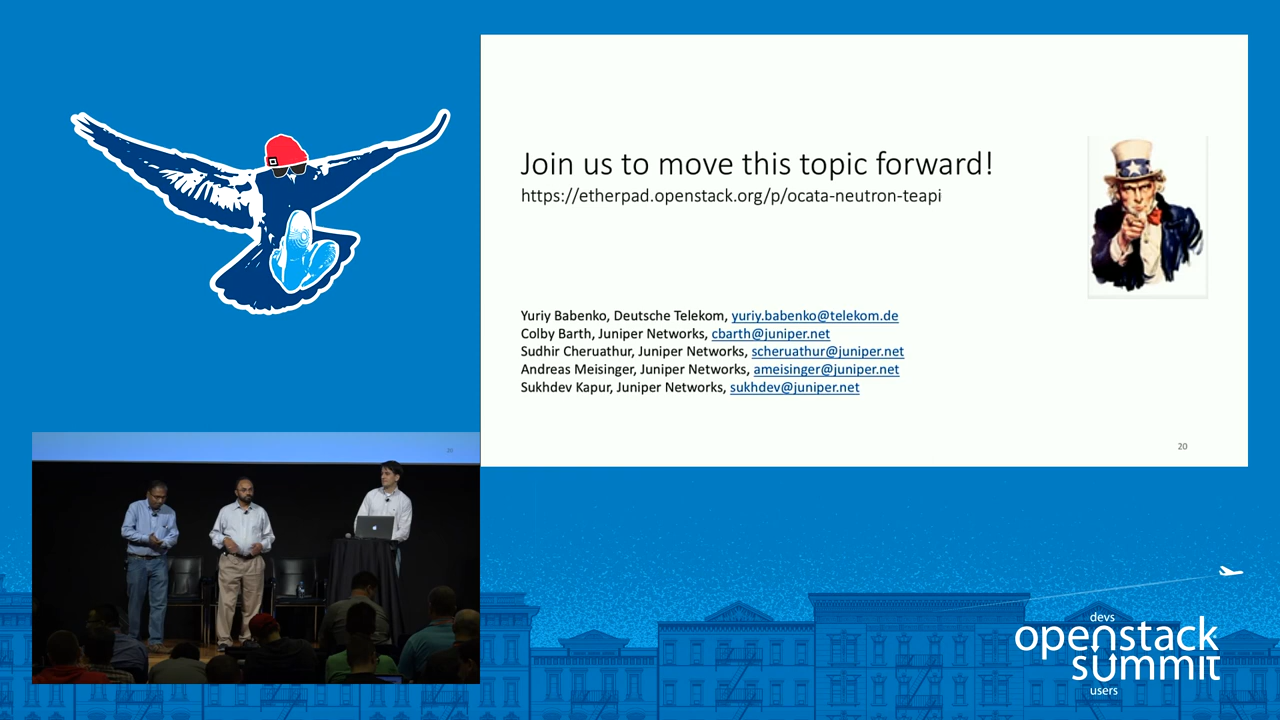 Join us to move this topic forward!
https://etherpad.openstack.org/p/ocata-neutron-teapi
Yuriy Babenko, Deutsche Telekom, yuriy.babenko@telekom.de
Colby Barth, Juniper Networks, cbarth@juniper.net
Sudhir Cheruathur, Juniper Networks, scheruathur@juniper.net
Andreas Meisinger, Juniper Networks, ameisinger@juniper.net
Sukhdev Kapur, Juniper Networks, sukhdev@juniper.net
20
devs
openstack
summit
users